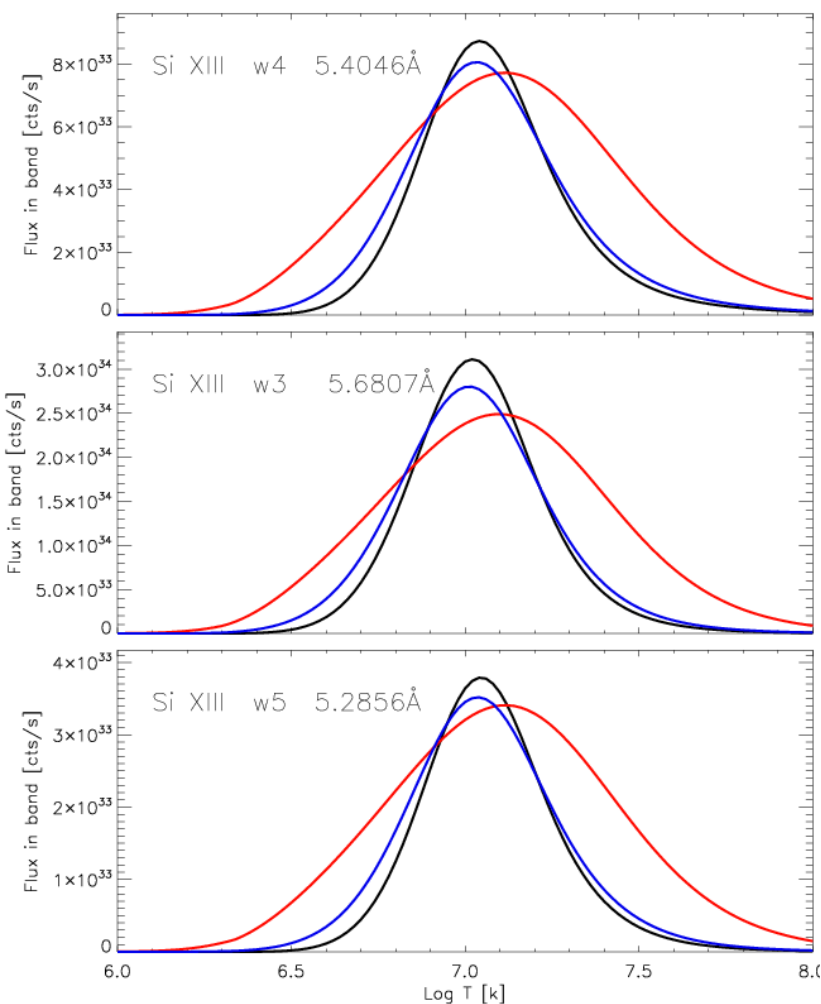 Flux in band [cts/s]
8×10³³
6×10³³
4×10³³
2×10³³
0
Si XIII w4 5.4046Å
Flux in band [cts/s]
3.0×10³⁴
2.5×10³⁴
2.0×10³⁴
1.5×10³⁴
1.0×10³⁴
5.0×10³³
0
Si XIII w3 5.6807Å
Flux in band [cts/s]
4×10³³
3×10³³
2×10³³
1×10³³
0
Si XIII w5 5.2856Å
6.0 6.5 7.0 7.5 8.0
Log T [k]